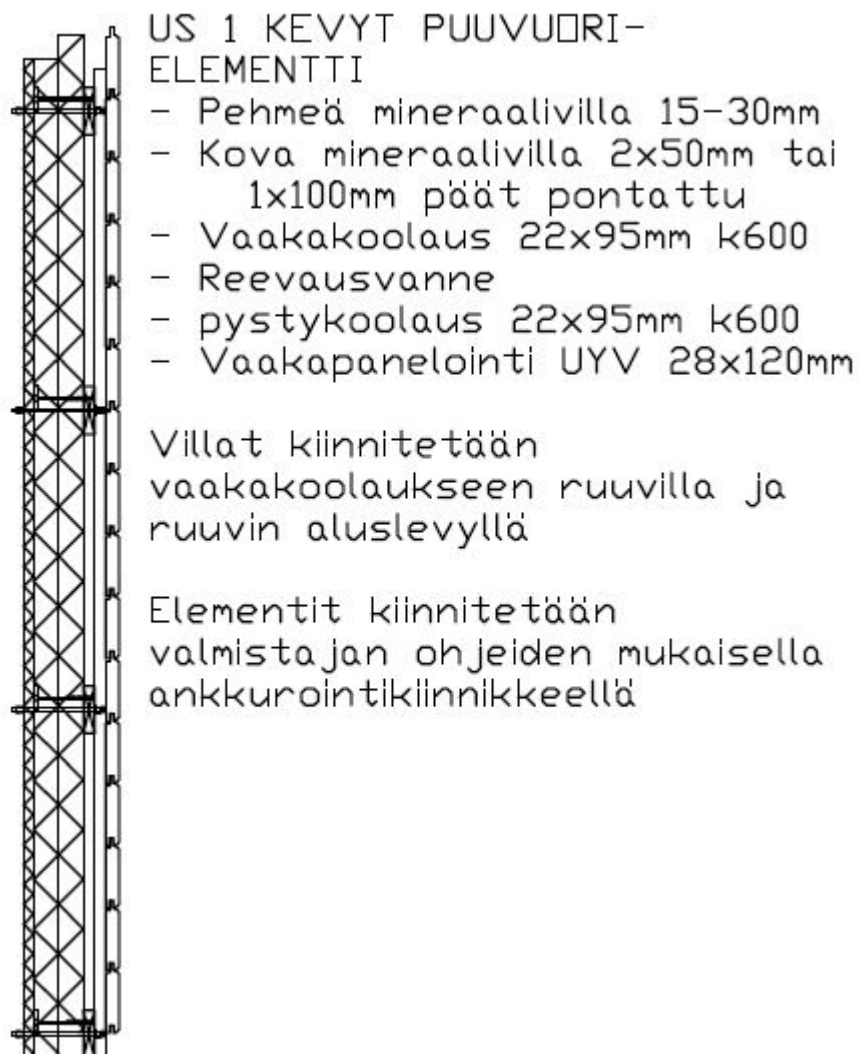 US 1 KEVYT PUUVUORI-
ELEMENTTI
- Pehmeä mineraalivilla 15-30mm
- Kova mineraalivilla 2x50mm tai
1x100mm päät pontattu
- Vaakakoolaus 22x95mm k600
- Reevausvanne
- pystykoolaus 22x95mm k600
- Vaakapanelointi UYV 28x120mm
Villat kiinnitetään
vaakakoolaukseen ruuvilla ja
ruuvin aluslevyllä
Elementit kiinnitetään
valmistajan ohjeiden mukaisella
ankkurointikiinnikkeellä